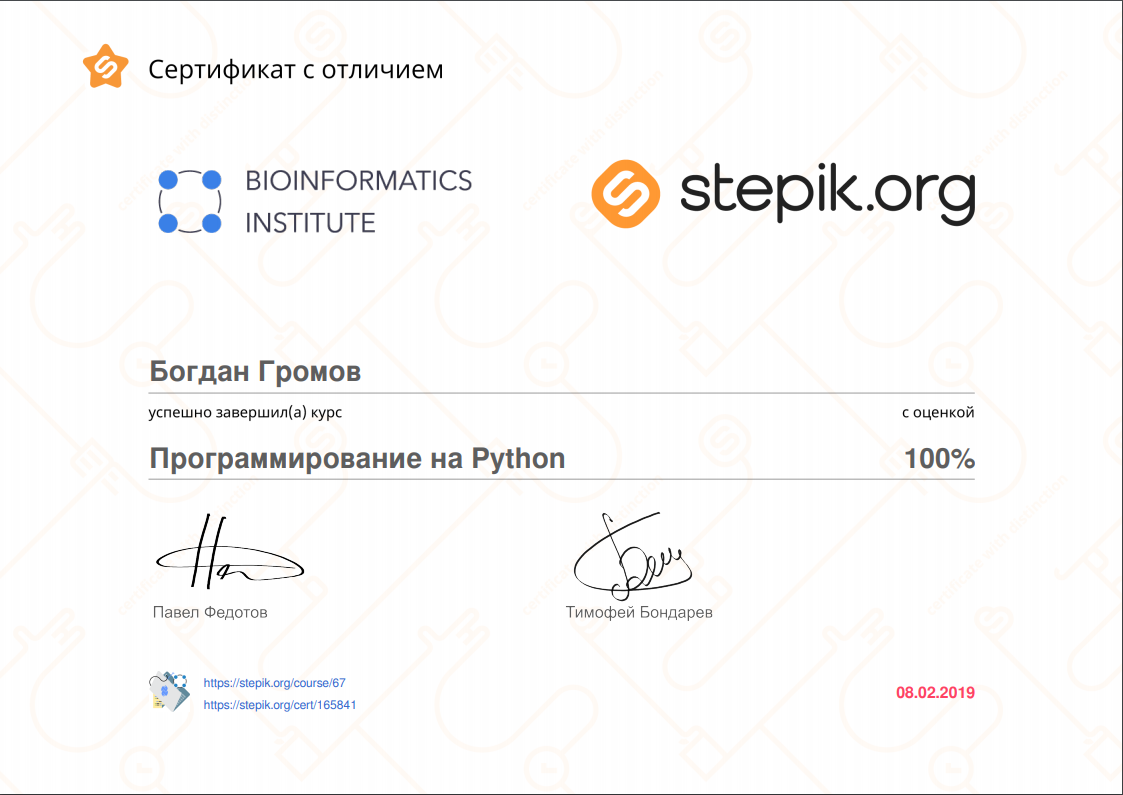 Сертификат с отличием
BIOINFORMATICS
INSTITUTE
stepik.org
Богдан Громов
успешно завершил(а) курс
с оценкой
Программирование на Python
100%
Павел Федотов
Тимофей Бондарев
https://stepik.org/course/67
https://stepik.org/cert/165841
08.02.2019